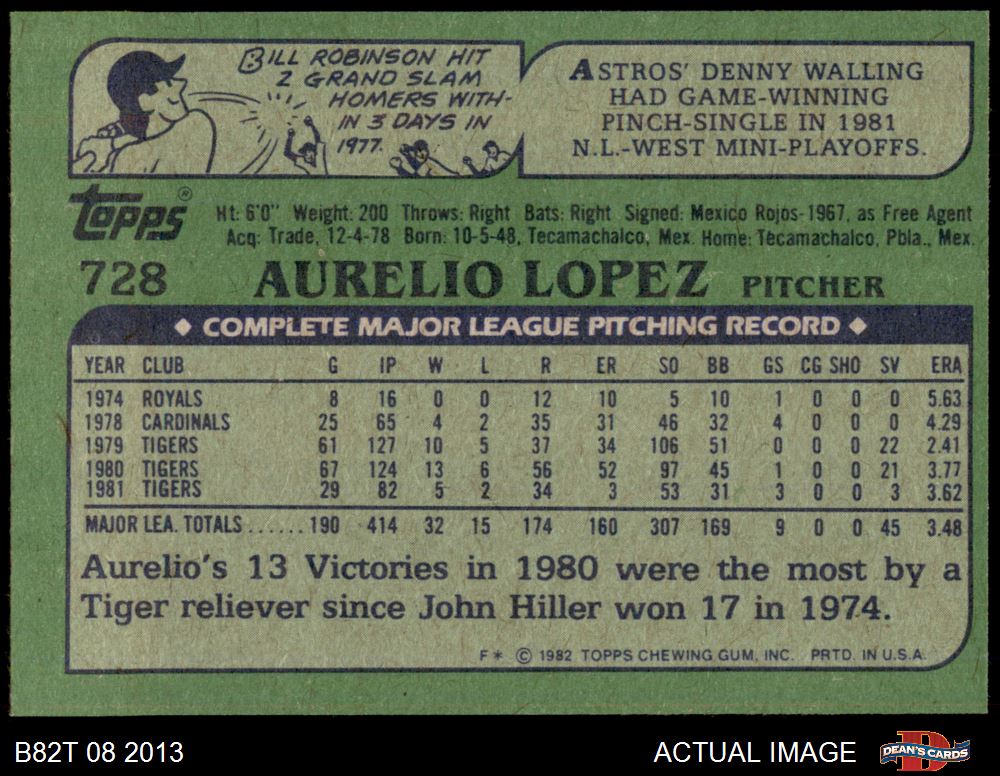 BILL ROBINSON HIT
2 GRAND SLAM
HOMERS WITH-
IN 3 DAYS IN
1977.
ASTROS' DENNY WALLING
HAD GAME-WINNING
PINCH-SINGLE IN 1981
N.L.-WEST MINI-PLAYOFFS.
Topps®
Ht: 6'0" Weight: 200 Throws: Right Bats: Right Signed: Mexico Rojos-1967, as Free Agent
Acq: Trade, 12-4-78 Born: 10-5-48, Tecamachalco, Mex. Home: Tecamachalco, Pbla., Mex.
728 AURELIO LOPEZ PITCHER
◆ COMPLETE MAJOR LEAGUE PITCHING RECORD ◆
YEAR CLUB G IP W L R ER SO BB GS CG SHO SV ERA
1974 ROYALS 8 16 0 0 12 10 5 10 1 0 0 0 5.63
1978 CARDINALS 25 65 4 2 35 31 46 32 4 0 0 0 4.29
1979 TIGERS 61 127 10 5 37 34 106 51 0 0 0 22 2.41
1980 TIGERS 67 124 13 6 56 52 97 45 1 0 0 21 3.77
1981 TIGERS 29 82 5 2 34 3 53 31 3 0 0 3 3.62
MAJOR LEA. TOTALS ...... 190 414 32 15 174 160 307 169 9 0 0 45 3.48
Aurelio's 13 Victories in 1980 were the most by a
Tiger reliever since John Hiller won 17 in 1974.
F* © 1982 TOPPS CHEWING GUM, INC. PRTD. IN U.S.A.
B82T 08 2013 ACTUAL IMAGE D DEAN'S CARDS